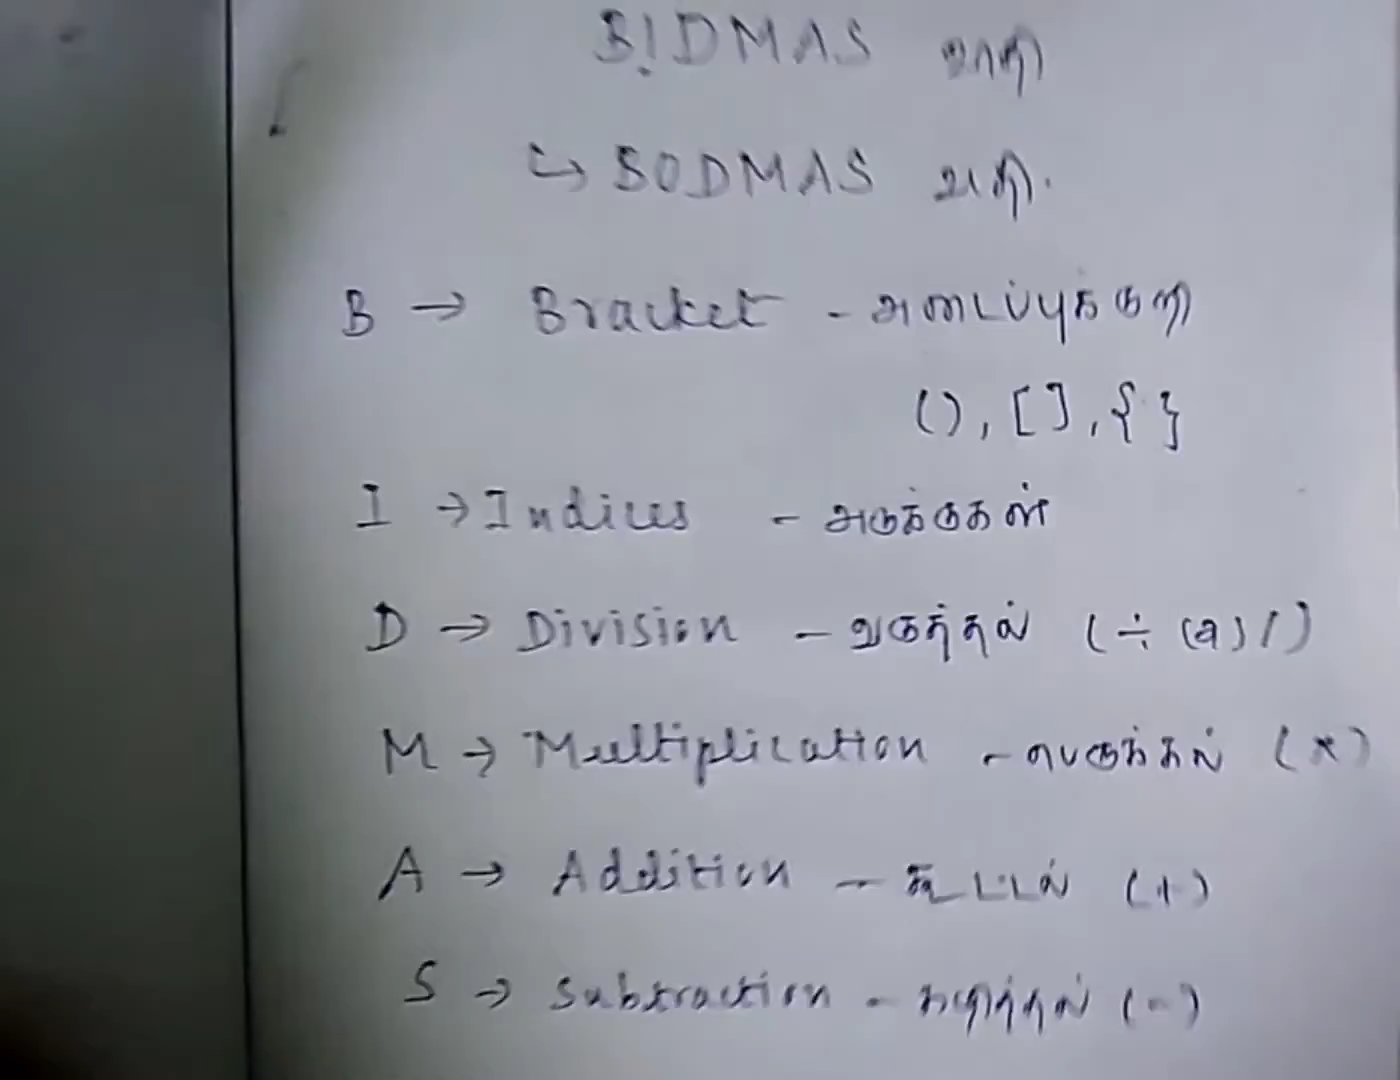 BIDMAS விதி
↳ BODMAS விதி.
B → Bracket - அடைப்புக்குறி
(), [], { }
I → Indices - அடுக்குகள்
D → Division - வகுத்தல் (÷ (a) /)
M → Multiplication - பெருக்கல் (×)
A → Addition - கூட்டல் (+)
S → Subtraction - கழித்தல் (-)